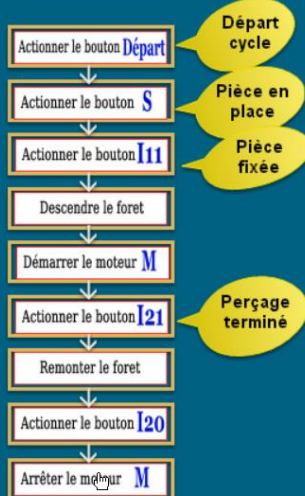 Départ
cycle
Actionner le bouton Départ
Pièce en
place
Actionner le bouton S
Pièce
fixée
Actionner le bouton I11
Descendre le foret
Démarrer le moteur M
Perçage
terminé
Actionner le bouton I21
Remonter le foret
Actionner le bouton I20
Arrêter le moteur M